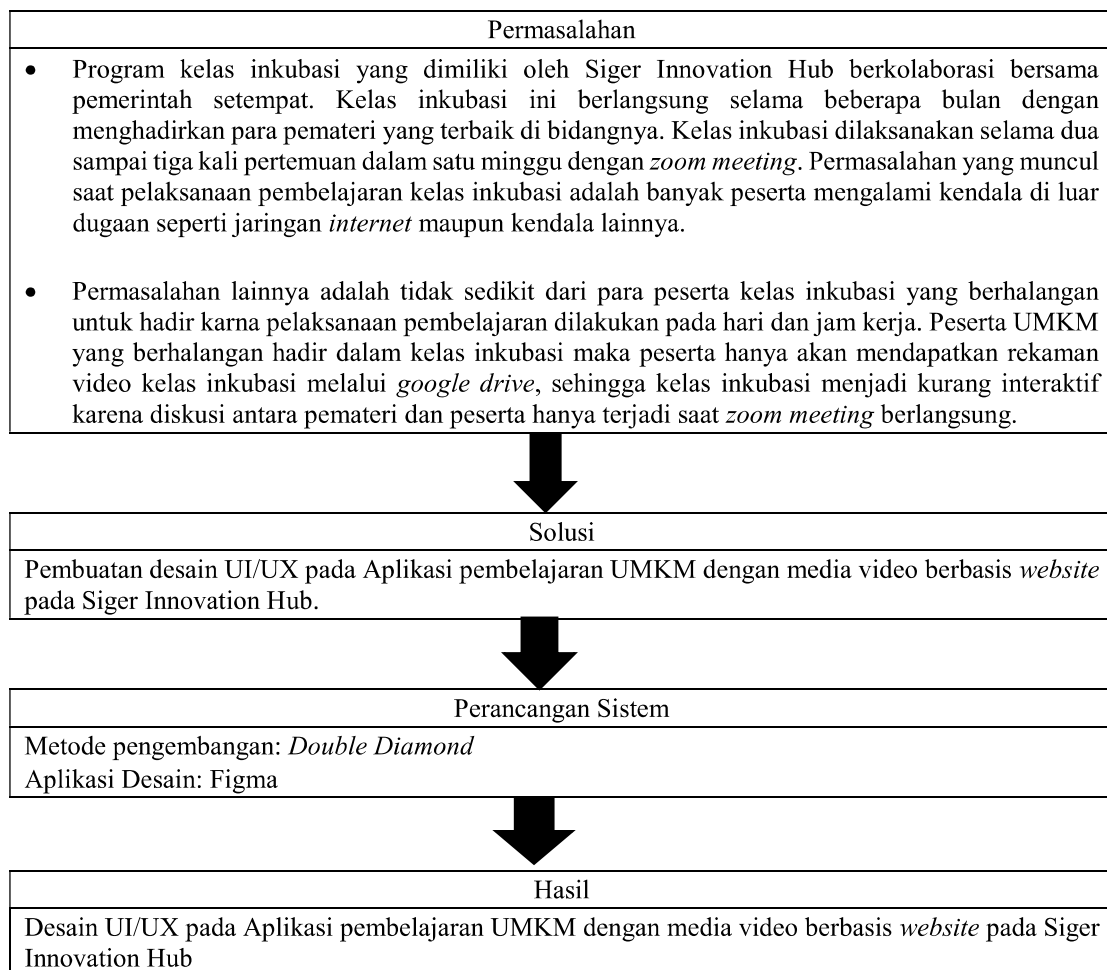 Permasalahan
• Program kelas inkubasi yang dimiliki oleh Siger Innovation Hub berkolaborasi bersama
pemerintah setempat. Kelas inkubasi ini berlangsung selama beberapa bulan dengan
menghadirkan para pemateri yang terbaik di bidangnya. Kelas inkubasi dilaksanakan selama dua
sampai tiga kali pertemuan dalam satu minggu dengan zoom meeting. Permasalahan yang muncul
saat pelaksanaan pembelajaran kelas inkubasi adalah banyak peserta mengalami kendala di luar
dugaan seperti jaringan internet maupun kendala lainnya.
• Permasalahan lainnya adalah tidak sedikit dari para peserta kelas inkubasi yang berhalangan
untuk hadir karna pelaksanaan pembelajaran dilakukan pada hari dan jam kerja. Peserta UMKM
yang berhalangan hadir dalam kelas inkubasi maka peserta hanya akan mendapatkan rekaman
video kelas inkubasi melalui google drive, sehingga kelas inkubasi menjadi kurang interaktif
karena diskusi antara pemateri dan peserta hanya terjadi saat zoom meeting berlangsung.
Solusi
Pembuatan desain UI/UX pada Aplikasi pembelajaran UMKM dengan media video berbasis website
pada Siger Innovation Hub.
Perancangan Sistem
Metode pengembangan: Double Diamond
Aplikasi Desain: Figma
Hasil
Desain UI/UX pada Aplikasi pembelajaran UMKM dengan media video berbasis website pada Siger
Innovation Hub